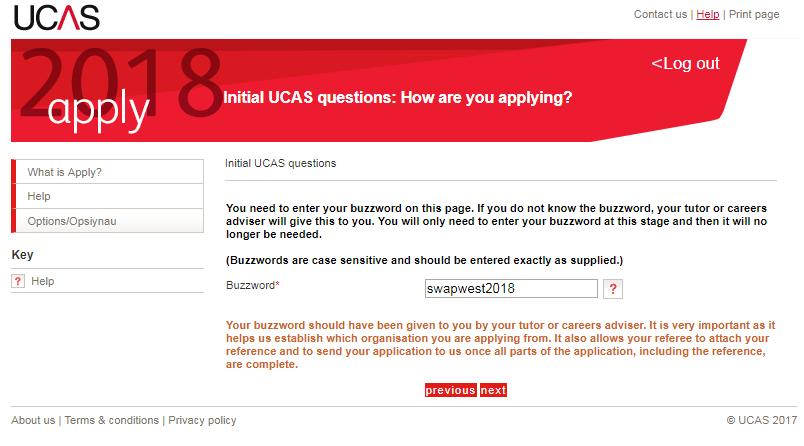 UCAS
Contact us | Help | Print page
2018
apply
<Log out
Initial UCAS questions: How are you applying?
What is Apply?
Help
Options/Opsiynau
Key
? Help
Initial UCAS questions
You need to enter your buzzword on this page. If you do not know the buzzword, your tutor or careers
adviser will give this to you. You will only need to enter your buzzword at this stage and then it will no
longer be needed.
(Buzzwords are case sensitive and should be entered exactly as supplied.)
Buzzword* swapwest2018 ?
Your buzzword should have been given to you by your tutor or careers adviser. It is very important as it
helps us establish which organisation you are applying from. It also allows your referee to attach your
reference and to send your application to us once all parts of the application, including the reference,
are complete.
previous next
About us | Terms & conditions | Privacy policy
© UCAS 2017